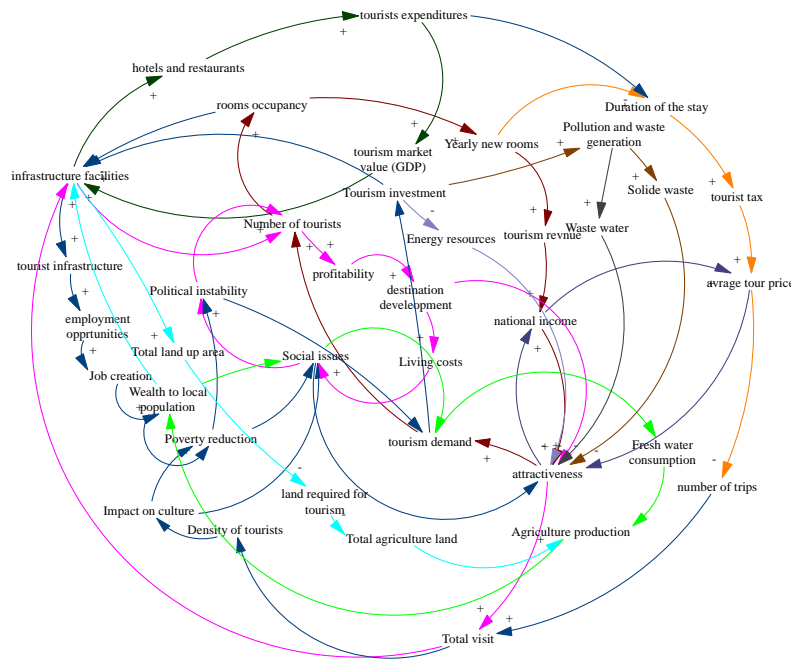 tourists expenditures
hotels and restaurants
rooms occupancy
Duration of the stay
Yearly new rooms
Pollution and waste
generation
tourism market
value (GDP)
infrastructure facilities
Tourism investment
Solide waste
tourist tax
Number of tourists
Energy resources
tourism revnue
Waste water
tourist infrastructure
profitability
destination
develeopment
avrage tour price
Political instability
employment
opprtunities
national income
Total land up area
Social issues
Living costs
Job creation
Wealth to local
population
Poverty reduction
tourism demand
Fresh water
consumption
attractiveness
number of trips
land required for
tourism
Impact on culture
Density of tourists
Total agriculture land
Agriculture production
Total visit